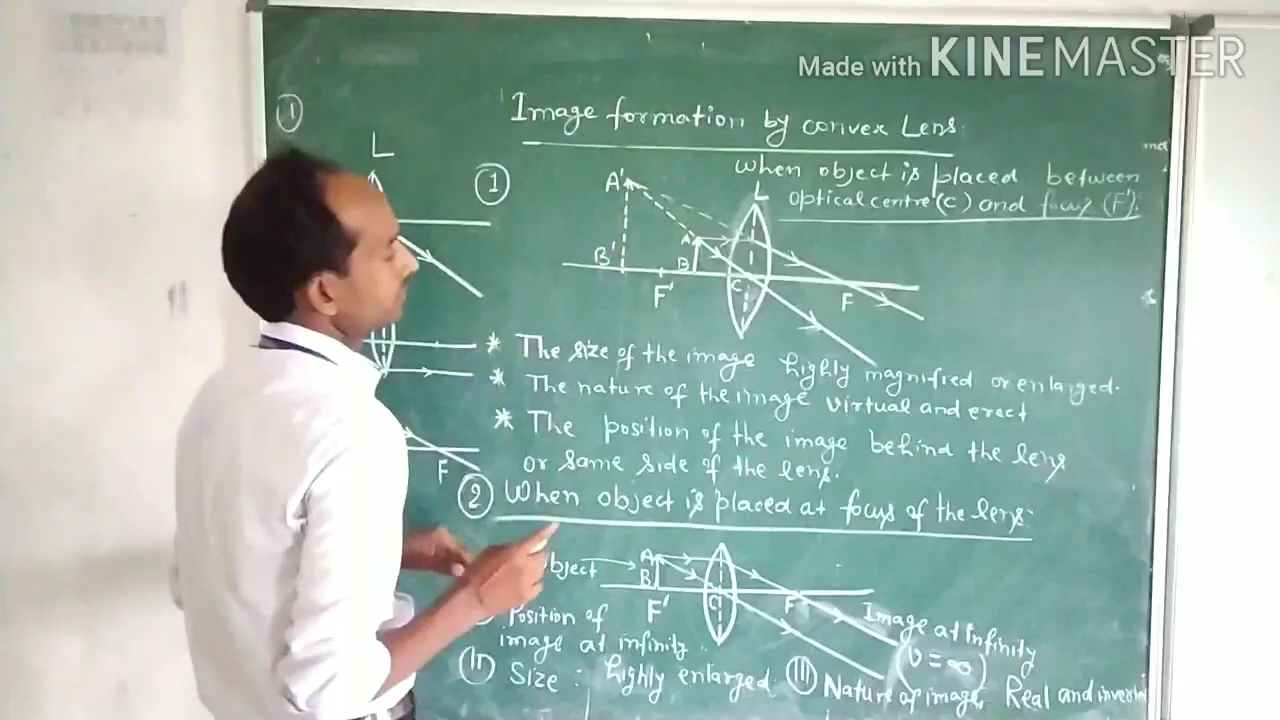 Made with KINEMASTER
Image formation by convex Lens.
1
L
1
When object is placed between
optical centre (C) and focus (F').
A'
L
A
B'
B
C
F'
F
* The size of the image highly magnified or enlarged.
* The nature of the image virtual and erect
* The position of the image behind the lens
or same side of the lens.
F
2 When object is placed at focus of the lens.
object
A
B
C
F'
F
Position of
image at infinity.
Image at Infinity
(v = ∞)
II Size : highly enlarged.
III Nature of image Real and